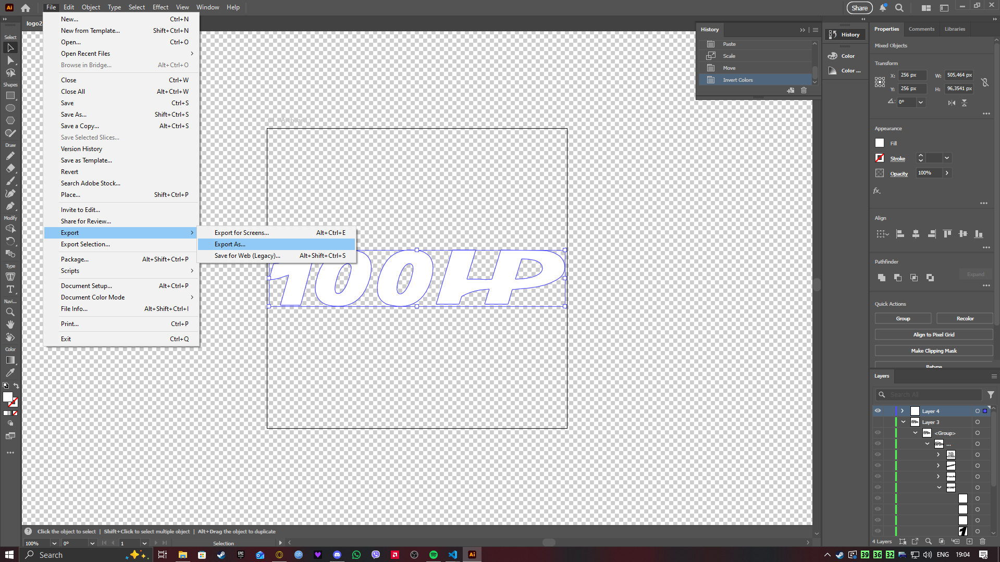 File Edit Object Type Select Effect View Window Help
Share
logo2
New... Ctrl+N
New from Template... Shift+Ctrl+N
Open... Ctrl+O
Open Recent Files
Browse in Bridge... Alt+Ctrl+O
Close Ctrl+W
Close All Alt+Ctrl+W
Save Ctrl+S
Save As... Shift+Ctrl+S
Save a Copy... Alt+Ctrl+S
Save Selected Slices...
Version History
Save as Template...
Revert
Search Adobe Stock...
Place... Shift+Ctrl+P
Invite to Edit...
Share for Review...
Export
Export Selection...
Package... Alt+Shift+Ctrl+P
Scripts
Document Setup... Alt+Ctrl+P
Document Color Mode
File Info... Alt+Shift+Ctrl+I
Print... Ctrl+P
Exit Ctrl+Q
Export for Screens... Alt+Ctrl+E
Export As...
Save for Web (Legacy)... Alt+Shift+Ctrl+S
Select
Shapes
Draw
Modify
Type
Navi...
Color
100HP
History
Paste
Scale
Move
Invert Colors
History
Color
Color ...
Properties Comments Libraries
Mixed Objects
Transform
X: 256 px W: 505,464 px
Y: 256 px H: 96,3541 px
0°
Appearance
Fill
Stroke
Opacity 100%
fx.
Align
Pathfinder
Expand
Quick Actions
Group Recolor
Align to Pixel Grid
Make Clipping Mask
Retype
Layers
Search All
Layer 4
Layer 3
<Group>
...
4 Layers
Click the object to select | Shift+Click to select multiple object | Alt+Drag the object to duplicate
100% 0° 1 Selection
Search
39 36 32 ENG 19:04